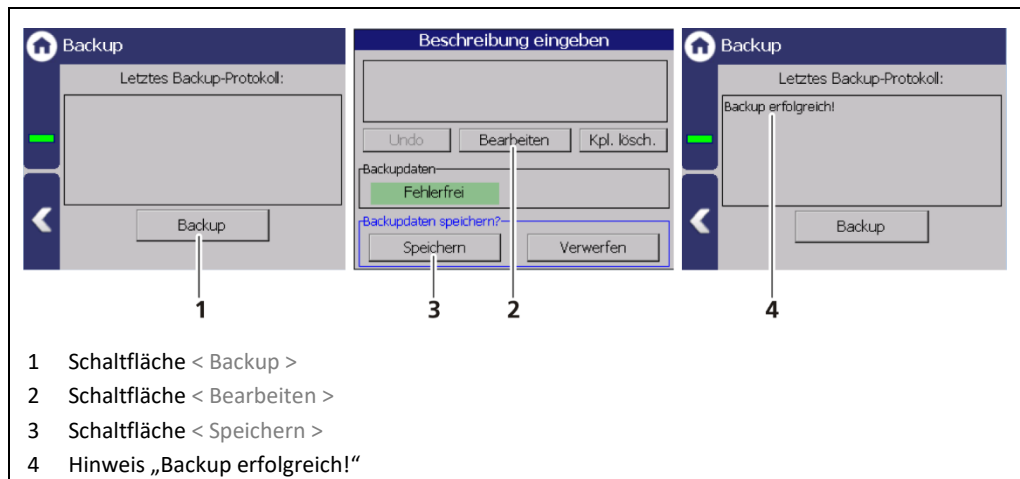 Backup
Letztes Backup-Protokoll:
Backup
1
Beschreibung eingeben
Undo Bearbeiten Kpl. lösch.
Backupdaten
Fehlerfrei
Backupdaten speichern?
Speichern Verwerfen
3 2
Backup
Letztes Backup-Protokoll:
Backup erfolgreich!
Backup
4
1 Schaltfläche < Backup >
2 Schaltfläche < Bearbeiten >
3 Schaltfläche < Speichern >
4 Hinweis „Backup erfolgreich!“